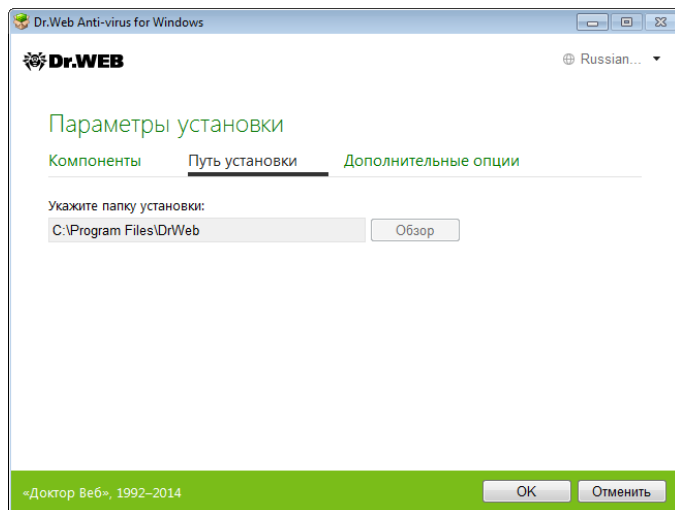 Dr.Web Anti-virus for Windows
Dr.WEB
Russian...
Параметры установки
Компоненты Путь установки Дополнительные опции
Укажите папку установки:
C:\Program Files\DrWeb Обзор
«Доктор Веб», 1992–2014 OK Отменить